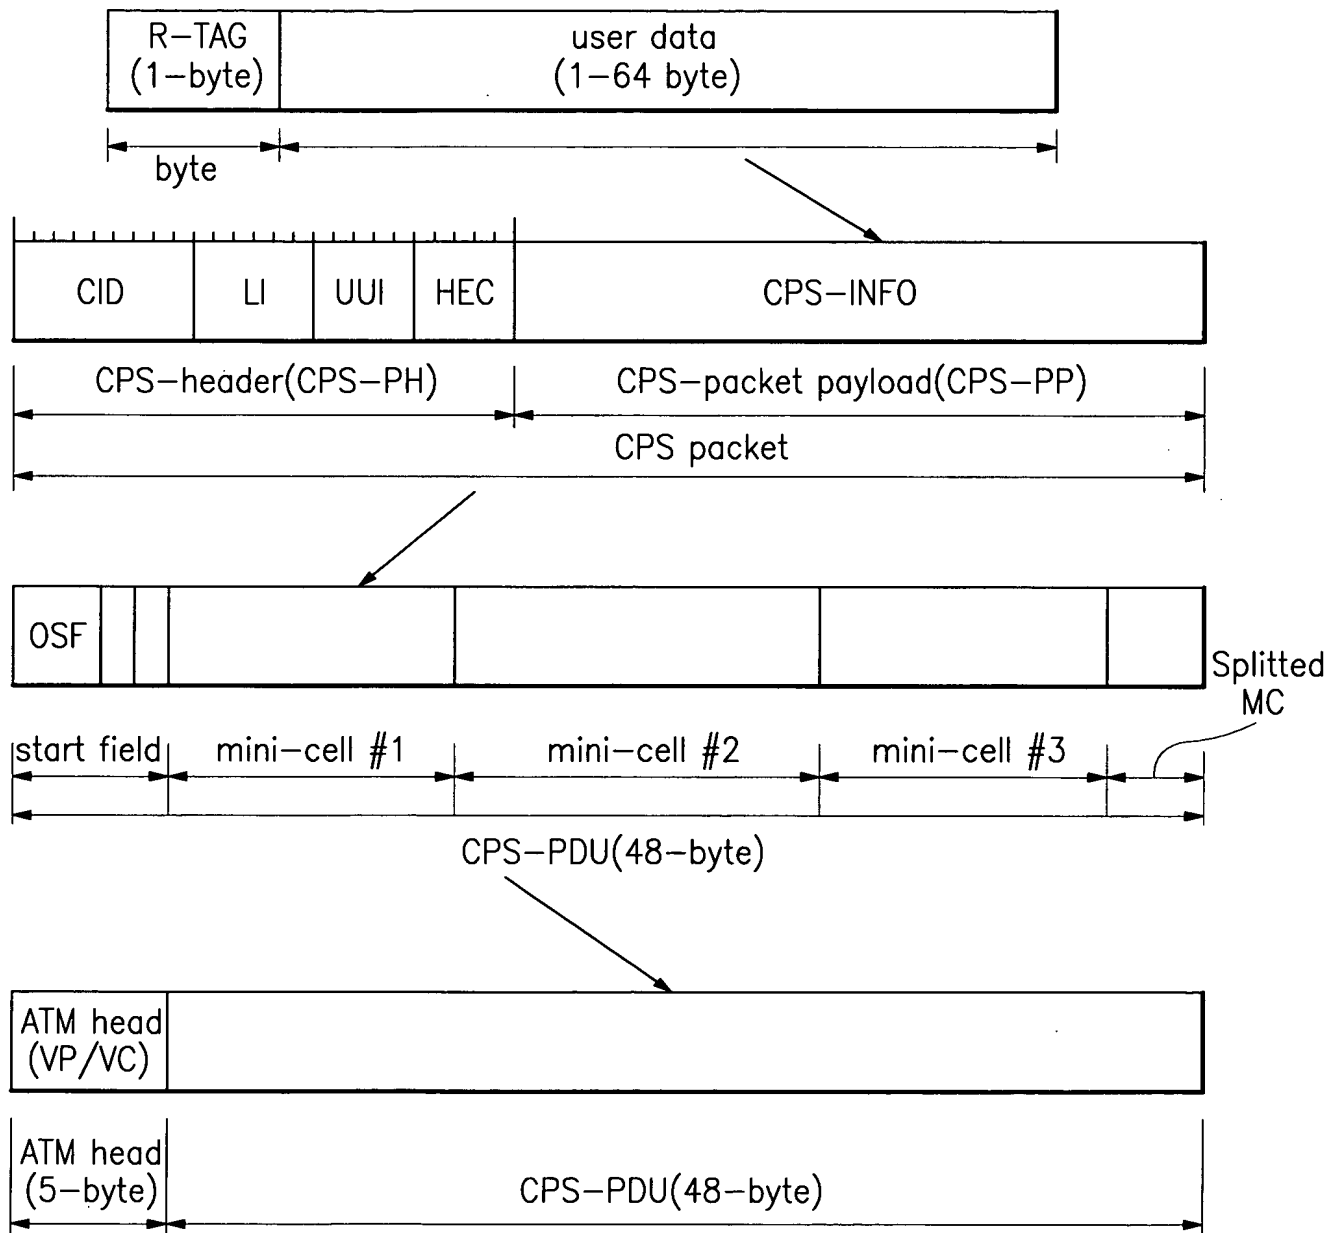 R-TAG
(1-byte)
user data
(1-64 byte)
byte
CID
LI
UUI
HEC
CPS-INFO
CPS-header(CPS-PH)
CPS-packet payload(CPS-PP)
CPS packet
OSF
Splitted
MC
start field
mini-cell #1
mini-cell #2
mini-cell #3
CPS-PDU(48-byte)
ATM head
(VP/VC)
ATM head
(5-byte)
CPS-PDU(48-byte)